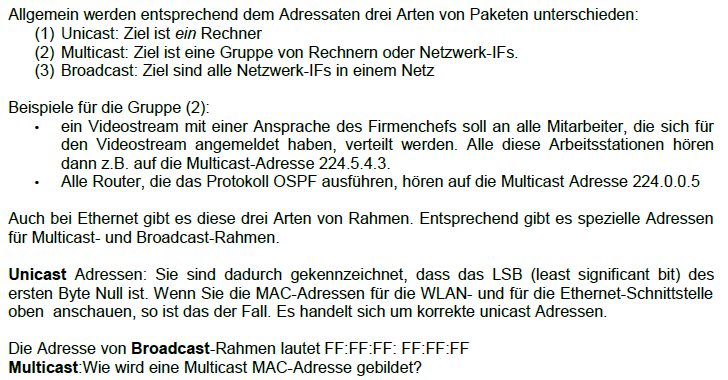 Allgemein werden entsprechend dem Adressaten drei Arten von Paketen unterschieden:
(1) Unicast: Ziel ist ein Rechner
(2) Multicast: Ziel ist eine Gruppe von Rechnern oder Netzwerk-IFs.
(3) Broadcast: Ziel sind alle Netzwerk-IFs in einem Netz
Beispiele für die Gruppe (2):
• ein Videostream mit einer Ansprache des Firmenchefs soll an alle Mitarbeiter, die sich für
den Videostream angemeldet haben, verteilt werden. Alle diese Arbeitsstationen hören
dann z.B. auf die Multicast-Adresse 224.5.4.3.
• Alle Router, die das Protokoll OSPF ausführen, hören auf die Multicast Adresse 224.0.0.5
Auch bei Ethernet gibt es diese drei Arten von Rahmen. Entsprechend gibt es spezielle Adressen
für Multicast- und Broadcast-Rahmen.
Unicast Adressen: Sie sind dadurch gekennzeichnet, dass das LSB (least significant bit) des
ersten Byte Null ist. Wenn Sie die MAC-Adressen für die WLAN- und für die Ethernet-Schnittstelle
oben anschauen, so ist das der Fall. Es handelt sich um korrekte unicast Adressen.
Die Adresse von Broadcast-Rahmen lautet FF:FF:FF: FF:FF:FF
Multicast:Wie wird eine Multicast MAC-Adresse gebildet?